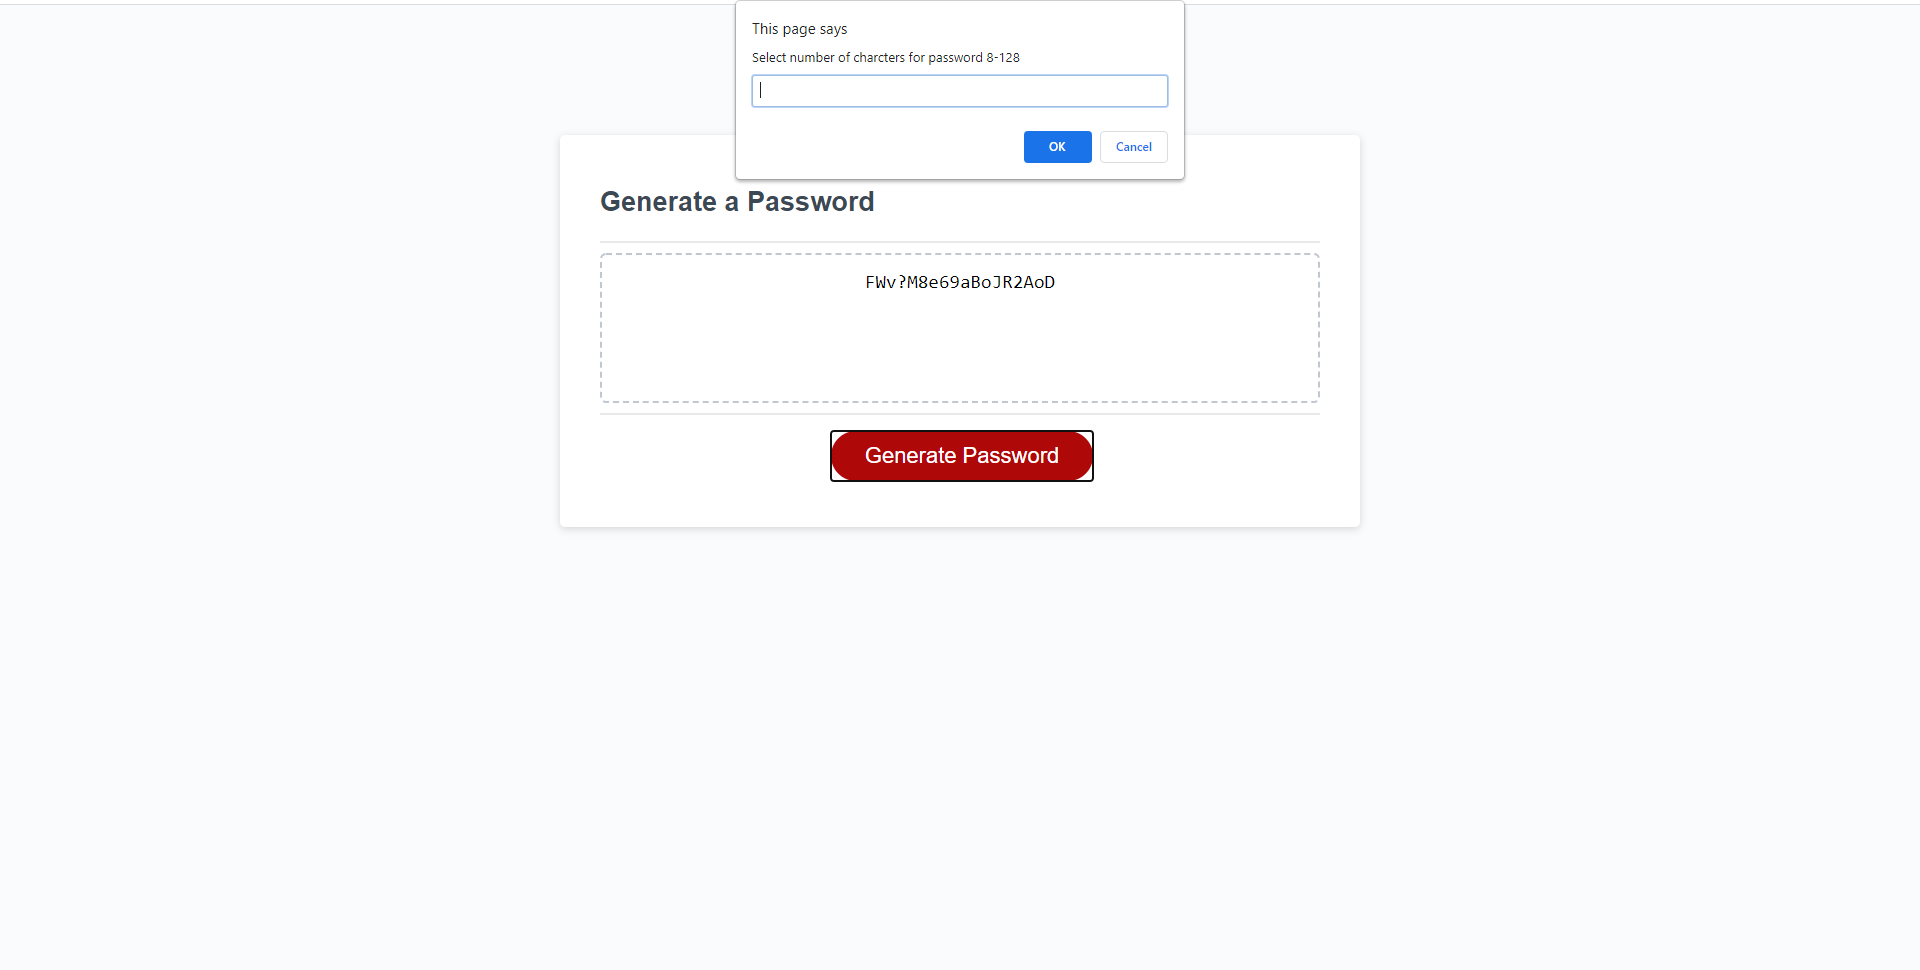 This page says
Select number of charcters for password 8-128
OK
Cancel
Generate a Password
FWv?M8e69aBoJR2AoD
Generate Password